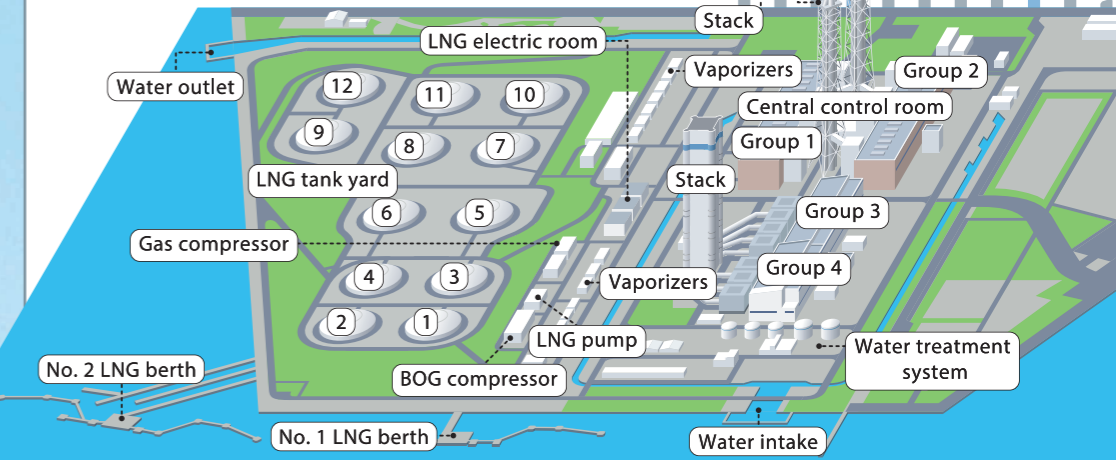 Stack
LNG electric room
Water outlet
Vaporizers
Group 2
12
11
10
Central control room
9
8
7
Group 1
LNG tank yard
Stack
6
5
Group 3
Gas compressor
4
3
Group 4
Vaporizers
2
1
LNG pump
Water treatment
system
No. 2 LNG berth
BOG compressor
No. 1 LNG berth
Water intake